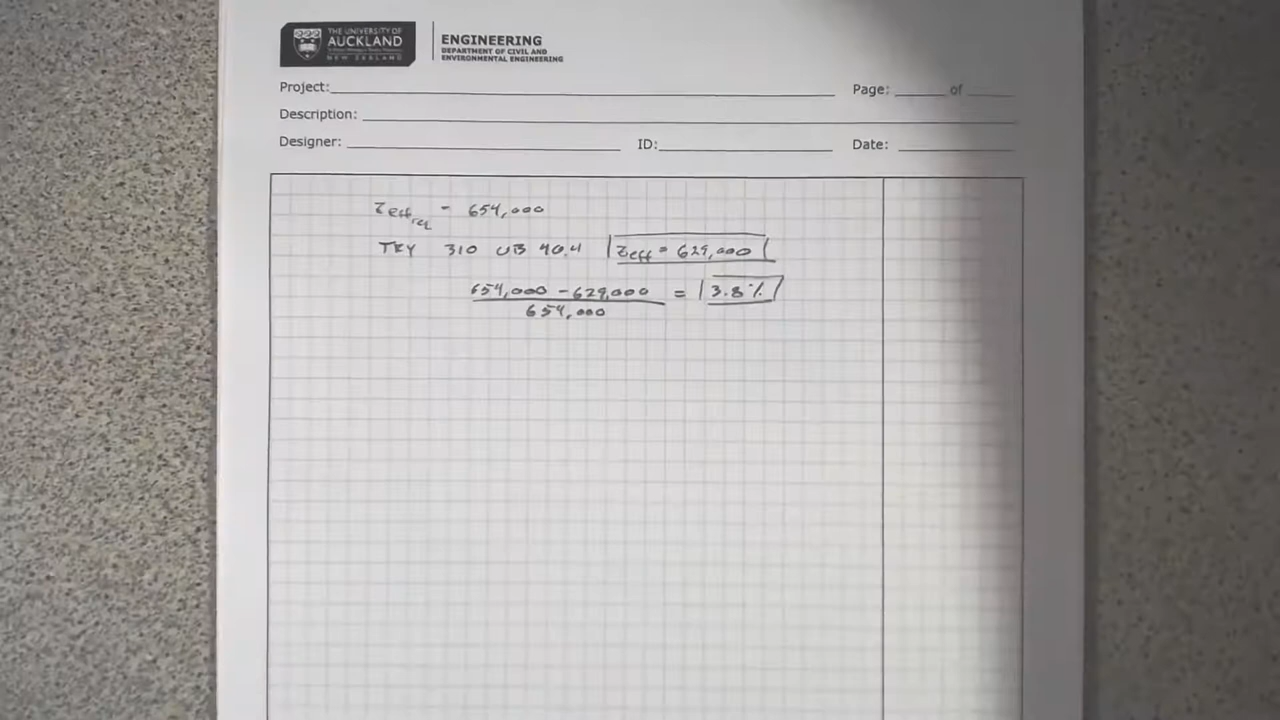 THE UNIVERSITY OF
AUCKLAND
NEW ZEALAND
ENGINEERING
DEPARTMENT OF CIVIL AND
ENVIRONMENTAL ENGINEERING
Project: Page: of
Description:
Designer: ID: Date:
Zeff req = 654,000
TRY 310 UB 40.4 Zeff = 629,000
654,000 - 629,000 = 3.8%
654,000